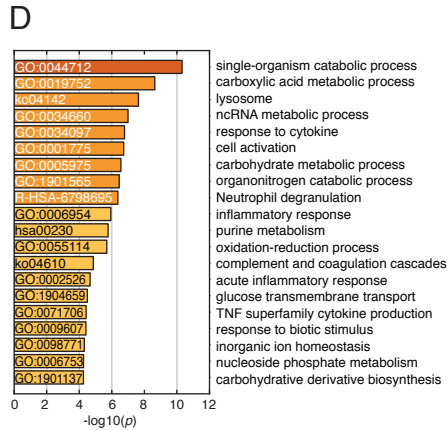 D
GO:0044712 single-organism catabolic process
GO:0019752 carboxylic acid metabolic process
ko04142 lysosome
GO:0034660 ncRNA metabolic process
GO:0034097 response to cytokine
GO:0001775 cell activation
GO:0005975 carbohydrate metabolic process
GO:1901565 organonitrogen catabolic process
R-HSA-6798695 Neutrophil degranulation
GO:0006954 inflammatory response
hsa00230 purine metabolism
GO:0055114 oxidation-reduction process
ko04610 complement and coagulation cascades
GO:0002526 acute inflammatory response
GO:1904659 glucose transmembrane transport
GO:0071706 TNF superfamily cytokine production
GO:0009607 response to biotic stimulus
GO:0098771 inorganic ion homeostasis
GO:0006753 nucleoside phosphate metabolism
GO:1901137 carbohydrative derivative biosynthesis
0 2 4 6 8 10 12
-log10(p)